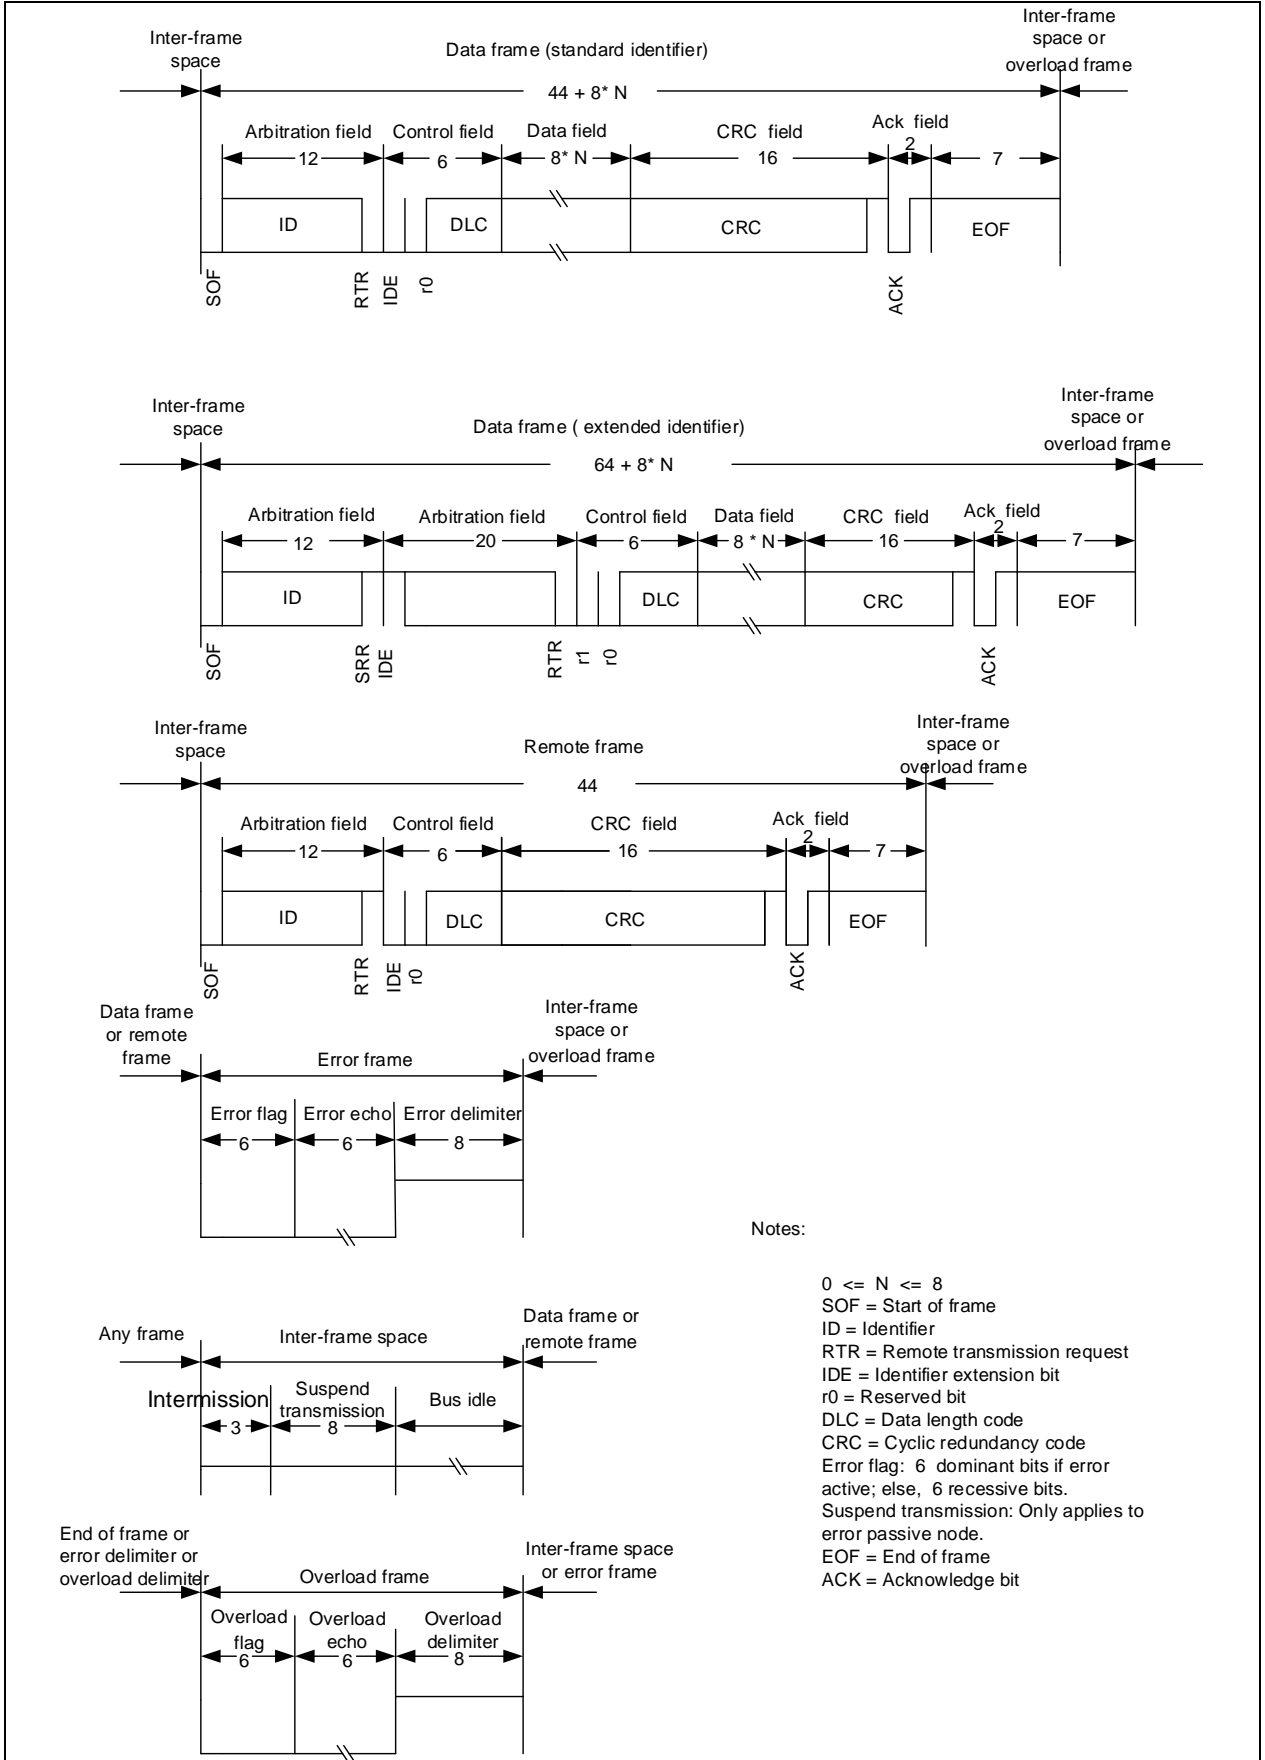 Inter-frame
space
Data frame (standard identifier)
Inter-frame
space or
overload frame
44 + 8* N
Arbitration field
Control field
Data field
CRC field
Ack field
12
6
8* N
16
2
7
ID
DLC
CRC
EOF
SOF
RTR
IDE
r0
ACK
Inter-frame
space
Data frame ( extended identifier)
Inter-frame
space or
overload frame
64 + 8* N
Arbitration field
Arbitration field
Control field
Data field
CRC field
Ack field
12
20
6
8 * N
16
2
7
ID
DLC
CRC
EOF
SOF
SRR
IDE
RTR
r1
r0
ACK
Inter-frame
space
Remote frame
Inter-frame
space or
overload frame
44
Arbitration field
Control field
CRC field
Ack field
12
6
16
2
7
ID
DLC
CRC
EOF
SOF
RTR
IDE
r0
ACK
Data frame
or remote
frame
Error frame
Inter-frame
space or
overload frame
Error flag
Error echo
Error delimiter
6
6
8
Any frame
Inter-frame space
Data frame or
remote frame
Intermission
Suspend
transmission
Bus idle
3
8
End of frame or
error delimiter or
overload delimiter
Overload frame
Inter-frame space
or error frame
Overload
flag
Overload
echo
Overload
delimiter
6
6
8
Notes:
0 <= N <= 8
SOF = Start of frame
ID = Identifier
RTR = Remote transmission request
IDE = Identifier extension bit
r0 = Reserved bit
DLC = Data length code
CRC = Cyclic redundancy code
Error flag: 6 dominant bits if error
active; else, 6 recessive bits.
Suspend transmission: Only applies to
error passive node.
EOF = End of frame
ACK = Acknowledge bit